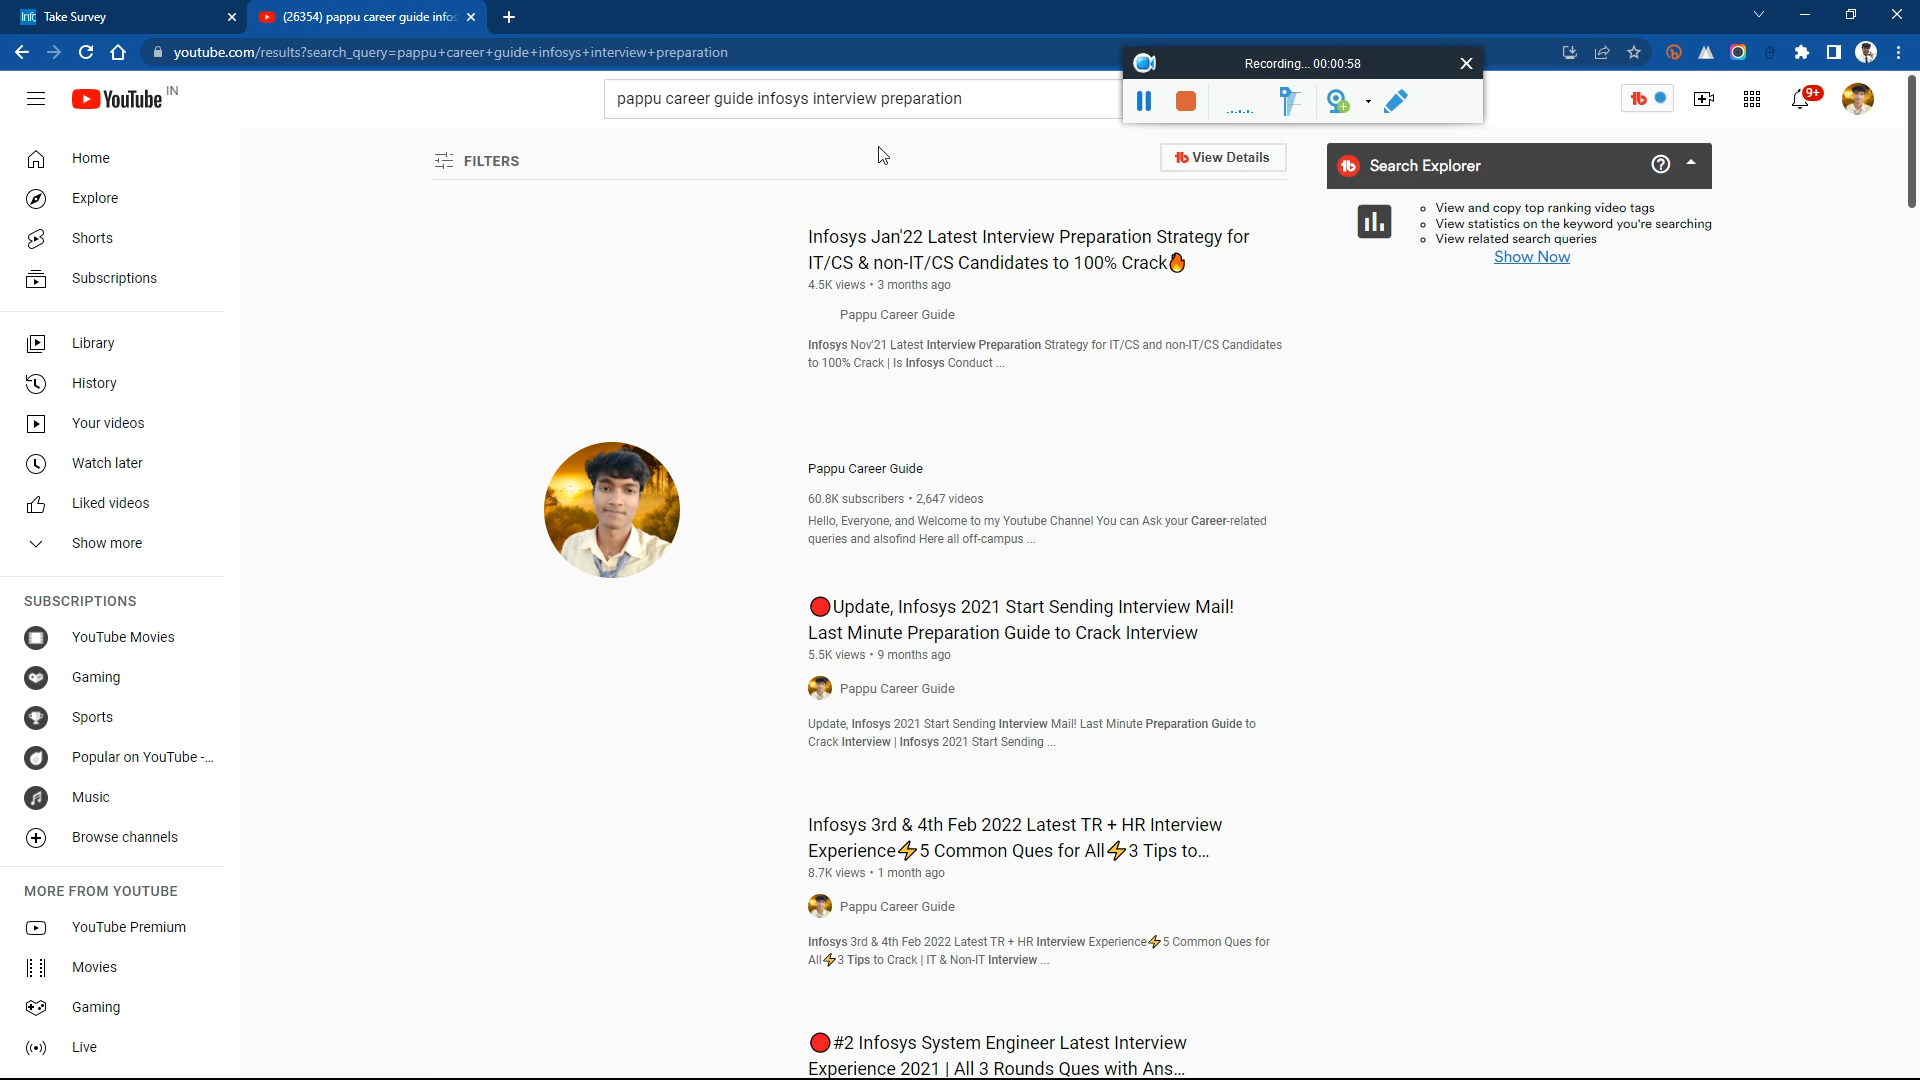 Take Survey
(26354) pappu career guide infos
youtube.com/results?search_query=pappu+career+guide+infosys+interview+preparation
Recording... 00:00:58
YouTube IN
pappu career guide infosys interview preparation
9+
Home
Explore
Shorts
Subscriptions
Library
History
Your videos
Watch later
Liked videos
Show more
SUBSCRIPTIONS
YouTube Movies
Gaming
Sports
Popular on YouTube -...
Music
Browse channels
MORE FROM YOUTUBE
YouTube Premium
Movies
Gaming
Live
FILTERS
View Details
Infosys Jan'22 Latest Interview Preparation Strategy for
IT/CS & non-IT/CS Candidates to 100% Crack🔥
4.5K views • 3 months ago
Pappu Career Guide
Infosys Nov'21 Latest Interview Preparation Strategy for IT/CS and non-IT/CS Candidates
to 100% Crack | Is Infosys Conduct ...
Pappu Career Guide
60.8K subscribers • 2,647 videos
Hello, Everyone, and Welcome to my Youtube Channel You can Ask your Career-related
queries and alsofind Here all off-campus ...
🔴Update, Infosys 2021 Start Sending Interview Mail!
Last Minute Preparation Guide to Crack Interview
5.5K views • 9 months ago
Pappu Career Guide
Update, Infosys 2021 Start Sending Interview Mail! Last Minute Preparation Guide to
Crack Interview | Infosys 2021 Start Sending ...
Infosys 3rd & 4th Feb 2022 Latest TR + HR Interview
Experience⚡5 Common Ques for All⚡3 Tips to...
8.7K views • 1 month ago
Pappu Career Guide
Infosys 3rd & 4th Feb 2022 Latest TR + HR Interview Experience⚡5 Common Ques for
All⚡3 Tips to Crack | IT & Non-IT Interview ...
🔴#2 Infosys System Engineer Latest Interview
Experience 2021 | All 3 Rounds Ques with Ans...
Search Explorer
View and copy top ranking video tags
View statistics on the keyword you're searching
View related search queries
Show Now